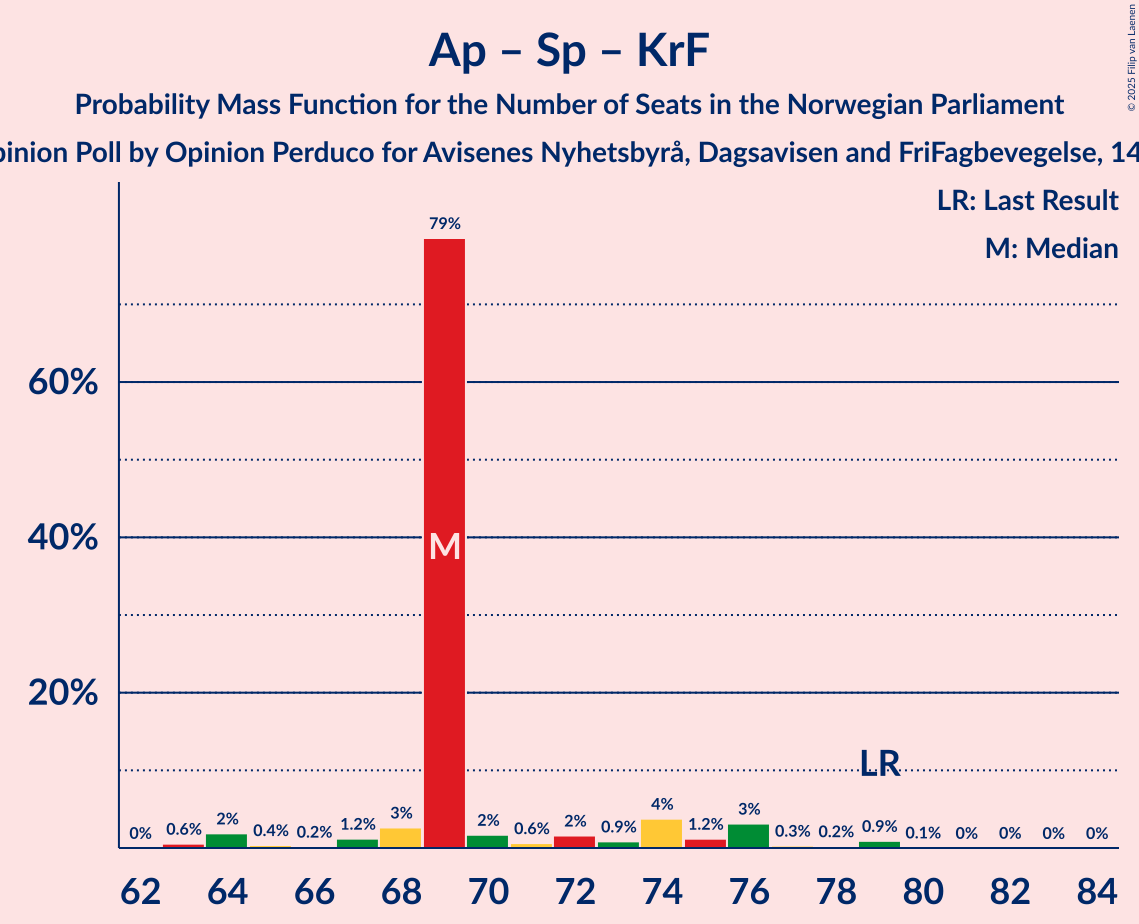 Ap – Sp – KrF
Probability Mass Function for the Number of Seats in the Norwegian Parliament
Opinion Poll by Opinion Perduco for Avisenes Nyhetsbyrå, Dagsavisen and FriFagbevegelse, 14
© 2025 Filip van Laenen
LR: Last Result
M: Median
60%
40%
20%
0%
0.6%
2%
0.4%
0.2%
1.2%
3%
79%
2%
0.6%
2%
0.9%
4%
1.2%
3%
0.3%
0.2%
0.9%
0.1%
0%
0%
0%
0%
M
LR
62 64 66 68 70 72 74 76 78 80 82 84